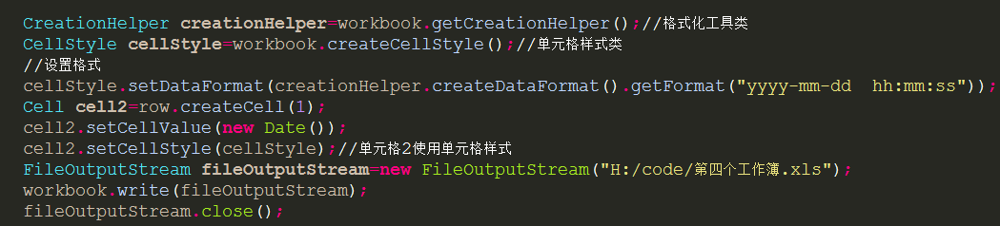 CreationHelper creationHelper=workbook.getCreationHelper();//格式化工具类
CellStyle cellStyle=workbook.createCellStyle();//单元格样式类
//设置格式
cellStyle.setDataFormat(creationHelper.createDataFormat().getFormat("yyyy-mm-dd  hh:mm:ss"));
Cell cell2=row.createCell(1);
cell2.setCellValue(new Date());
cell2.setCellStyle(cellStyle);//单元格2使用单元格样式
FileOutputStream fileOutputStream=new FileOutputStream("H:/code/第四个工作簿.xls");
workbook.write(fileOutputStream);
fileOutputStream.close();